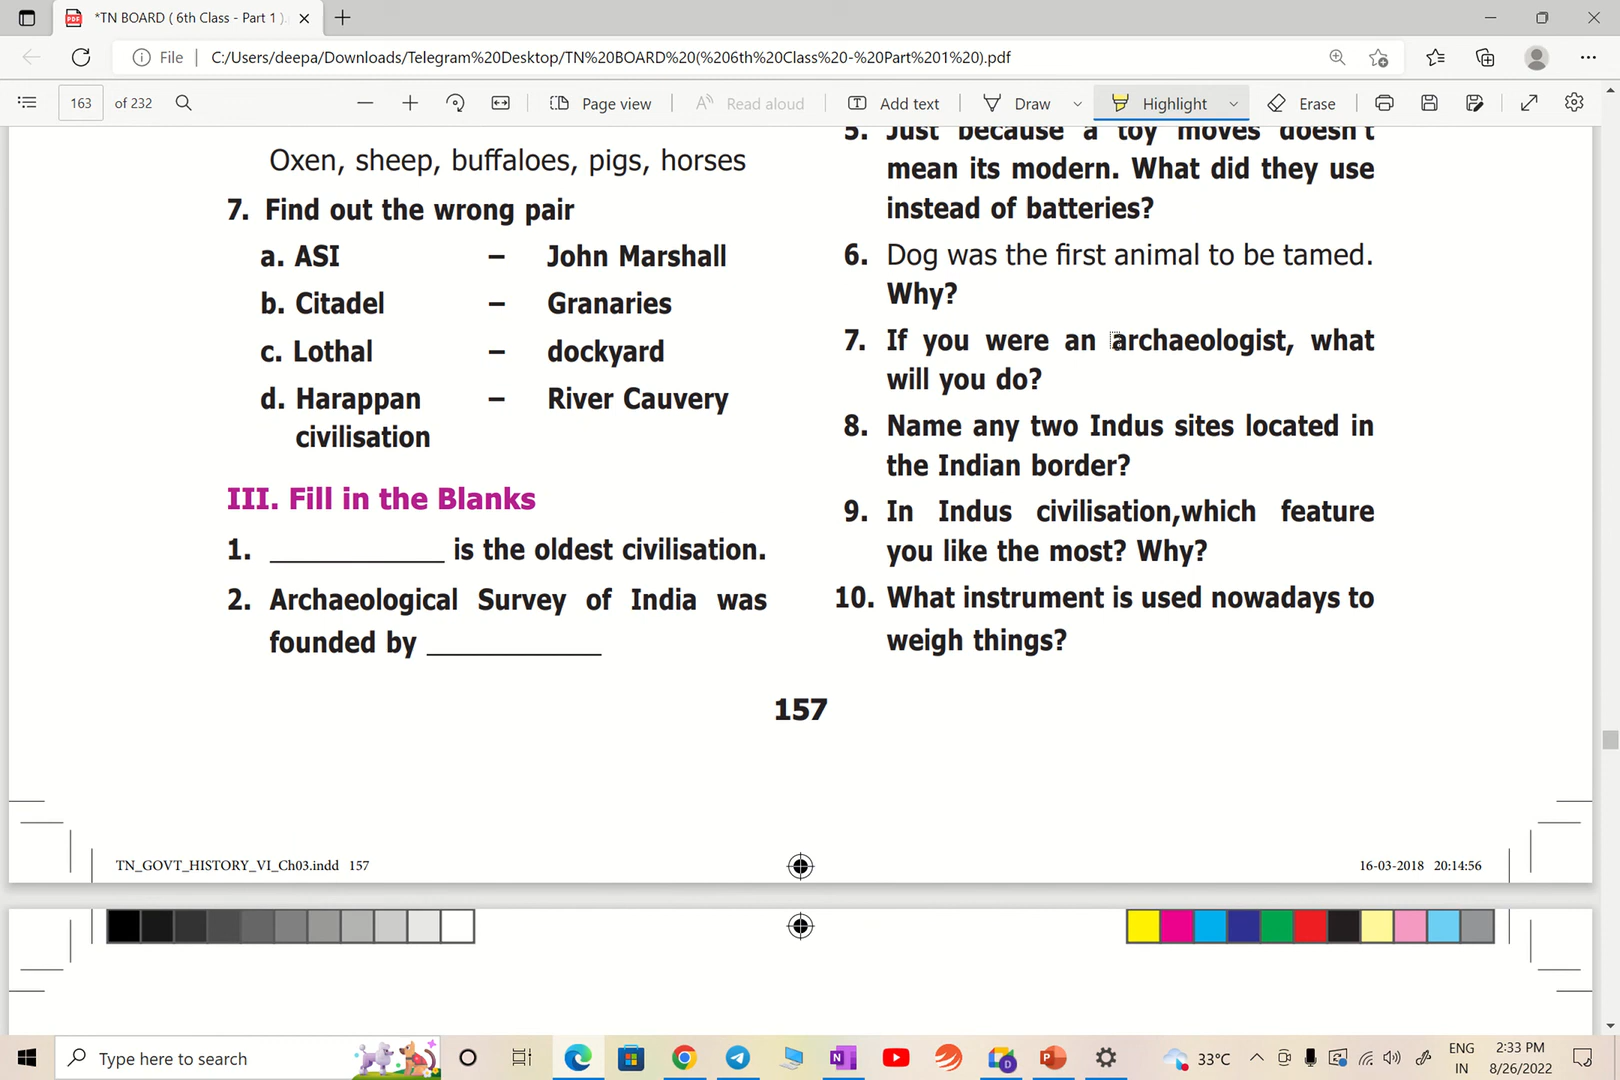 *TN BOARD ( 6th Class - Part 1 )
File
C:/Users/deepa/Downloads/Telegram%20Desktop/TN%20BOARD%20(%206th%20Class%20-%20Part%201%20).pdf
163 of 232
Page view
Read aloud
Add text
Draw
Highlight
Erase
Oxen, sheep, buffaloes, pigs, horses
7. Find out the wrong pair
a. ASI – John Marshall
b. Citadel – Granaries
c. Lothal – dockyard
d. Harappan – River Cauvery
civilisation
III. Fill in the Blanks
1. ____________ is the oldest civilisation.
2. Archaeological Survey of India was
founded by ____________
5. Just because a toy moves doesn't
mean its modern. What did they use
instead of batteries?
6. Dog was the first animal to be tamed.
Why?
7. If you were an archaeologist, what
will you do?
8. Name any two Indus sites located in
the Indian border?
9. In Indus civilisation,which feature
you like the most? Why?
10. What instrument is used nowadays to
weigh things?
157
TN_GOVT_HISTORY_VI_Ch03.indd 157
16-03-2018 20:14:56
Type here to search
33°C
ENG
IN
2:33 PM
8/26/2022